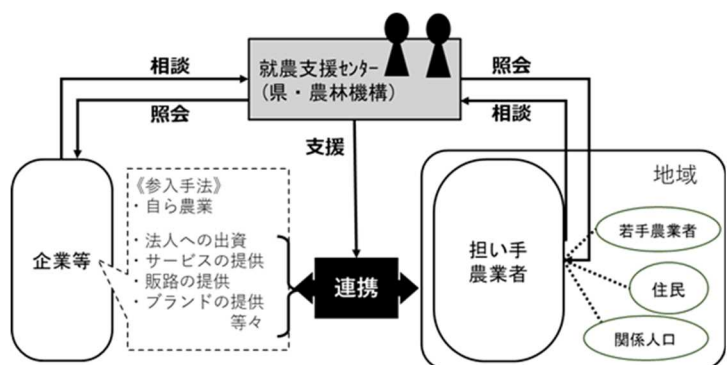 就農支援センター
(県・農林機構)
相談
照会
照会
相談
支援
企業等
《参入手法》
・自ら農業
・法人への出資
・サービスの提供
・販路の提供
・ブランドの提供
等々
連携
地域
担い手
農業者
若手農業者
住民
関係人口